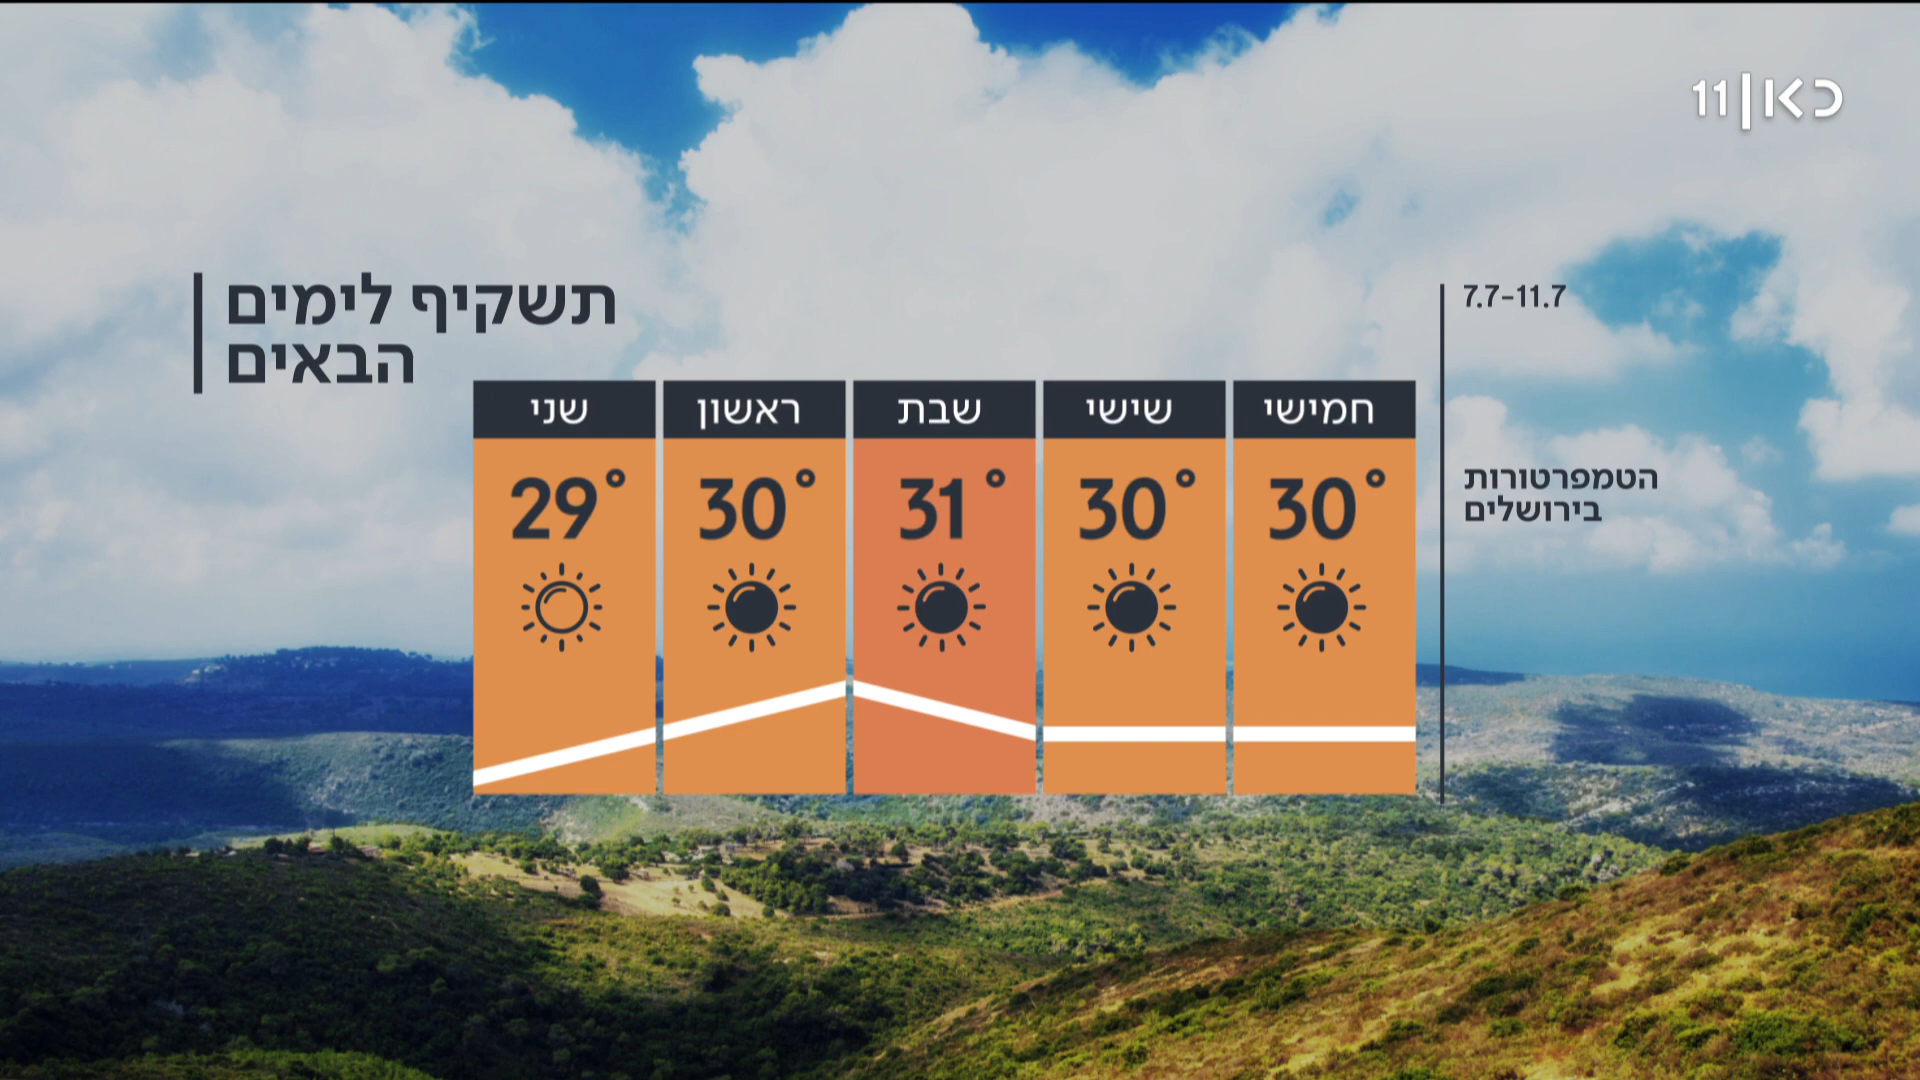 כאן 11
תשקיף לימים
הבאים
7.7-11.7
הטמפרטורות
בירושלים
חמישי
30°
שישי
30°
שבת
31°
ראשון
30°
שני
29°